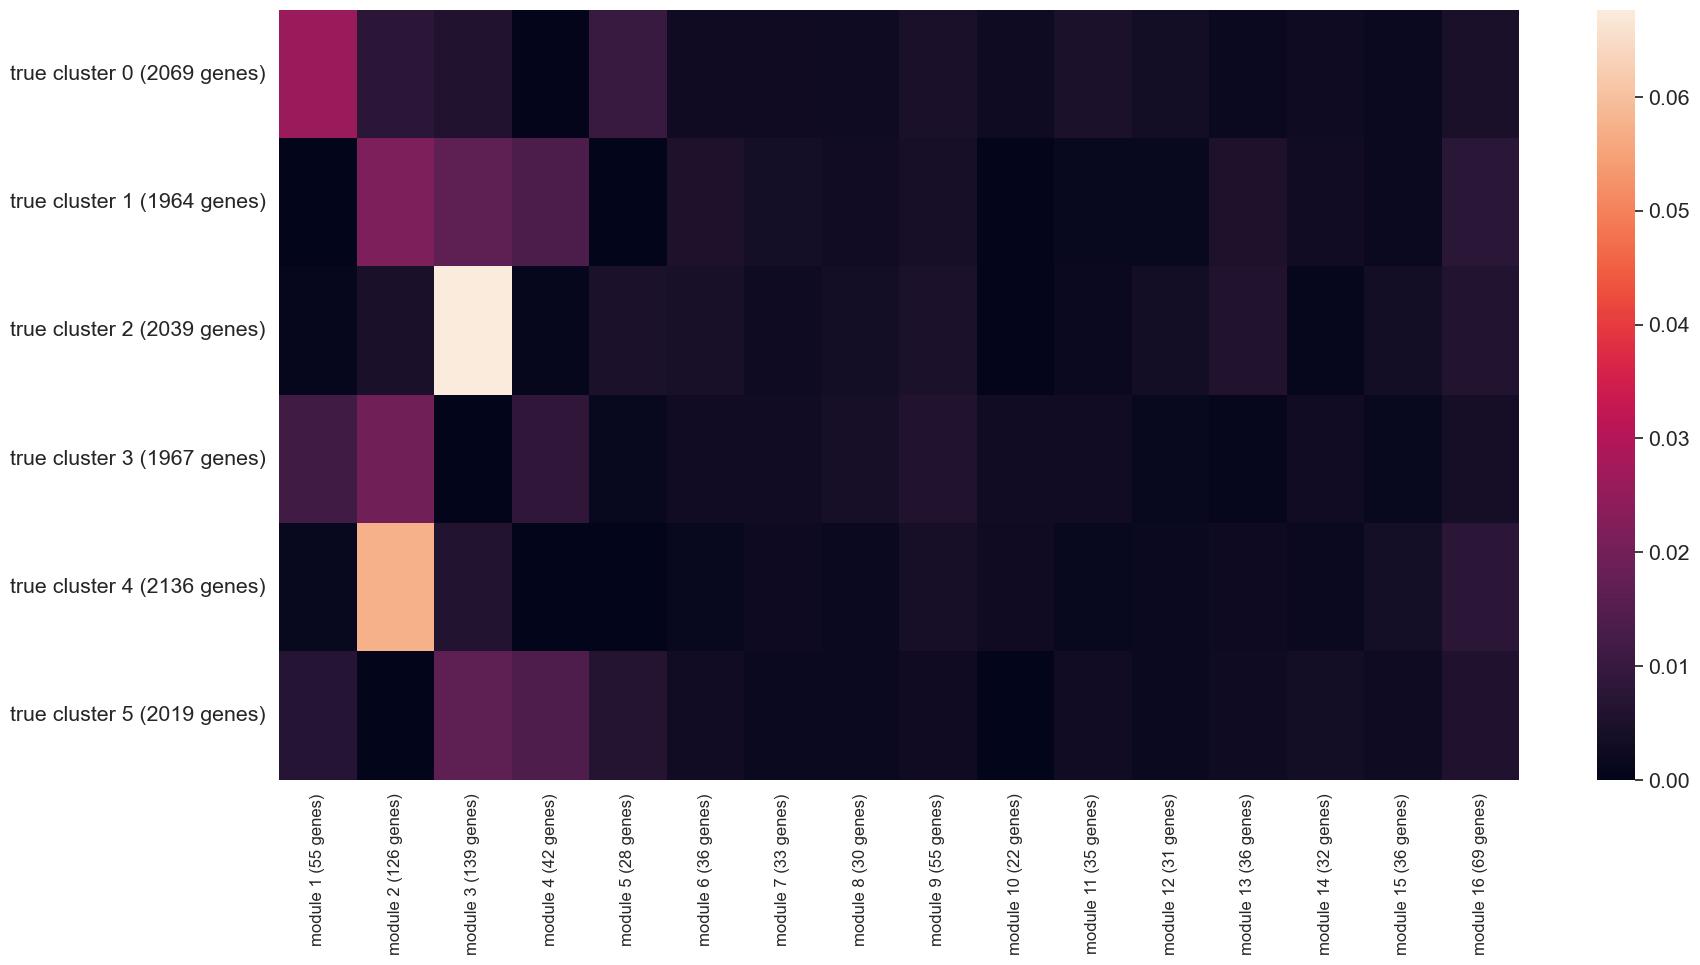 true cluster 0 (2069 genes)
true cluster 1 (1964 genes)
true cluster 2 (2039 genes)
true cluster 3 (1967 genes)
true cluster 4 (2136 genes)
true cluster 5 (2019 genes)
module 1 (55 genes)
module 2 (126 genes)
module 3 (139 genes)
module 4 (42 genes)
module 5 (28 genes)
module 6 (36 genes)
module 7 (33 genes)
module 8 (30 genes)
module 9 (55 genes)
module 10 (22 genes)
module 11 (35 genes)
module 12 (31 genes)
module 13 (36 genes)
module 14 (32 genes)
module 15 (36 genes)
module 16 (69 genes)
0.06
0.05
0.04
0.03
0.02
0.01
0.00